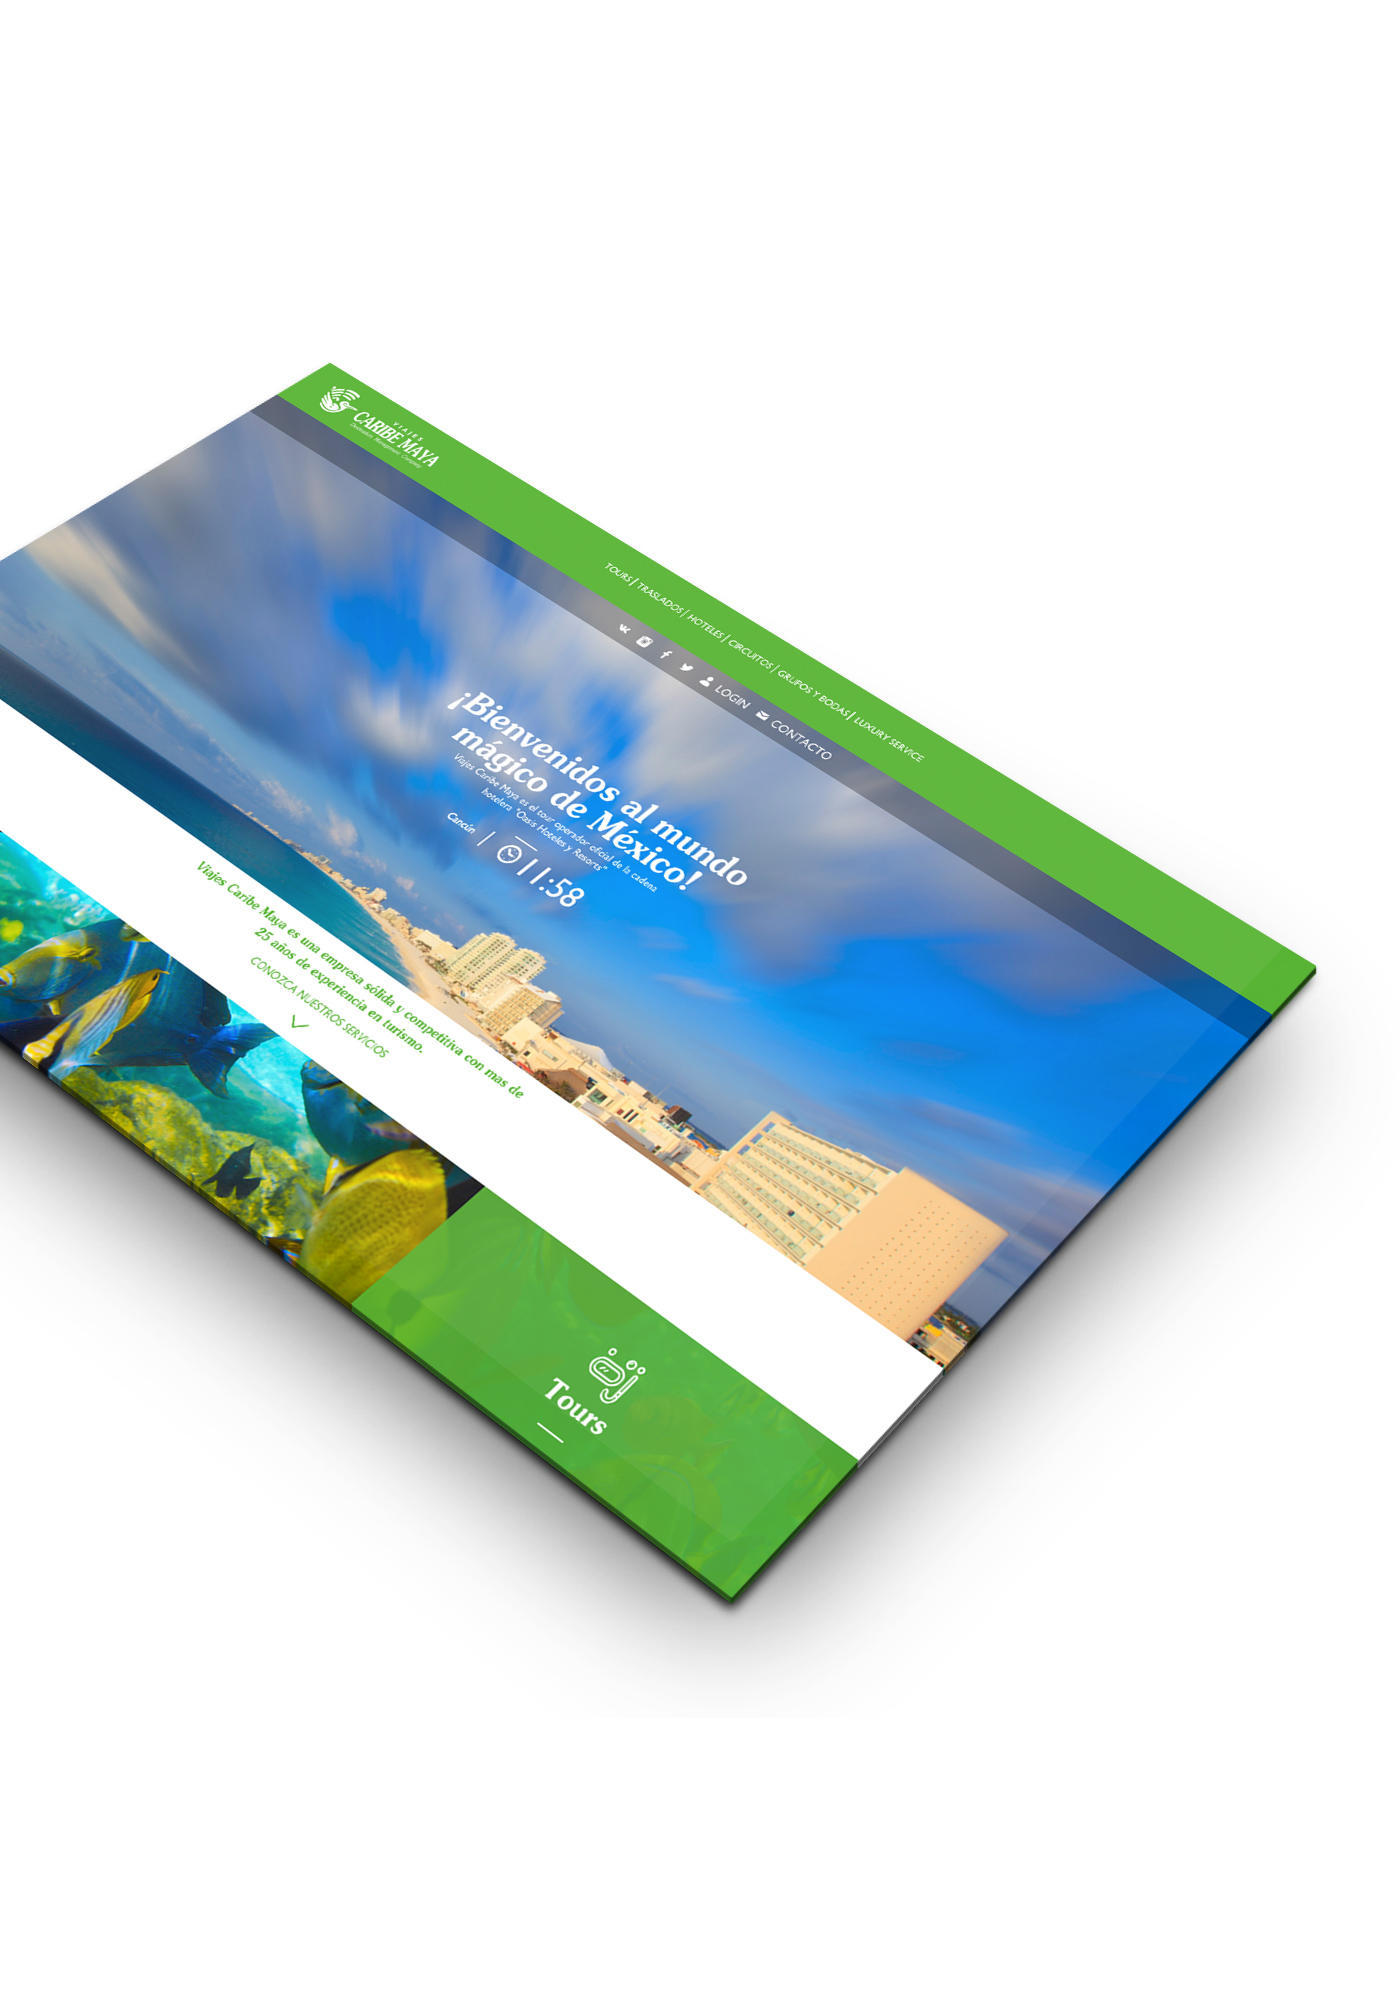 VIAJES
CARIBE MAYA
Destination Management Company
TOURS | TRASLADOS | HOTELES | CIRCUITOS | GRUPOS Y BODAS | LUXURY SERVICE
LOGIN CONTACTO
¡Bienvenidos al mundo
mágico de México!
Viajes Caribe Maya es el tour operador oficial de la cadena
hotelera "Oasis Hoteles y Resorts"
Cancún | 11:58
Viajes Caribe Maya es una empresa sólida y competitiva con mas de
25 años de experiencia en turismo.
CONOZCA NUESTROS SERVICIOS
Tours